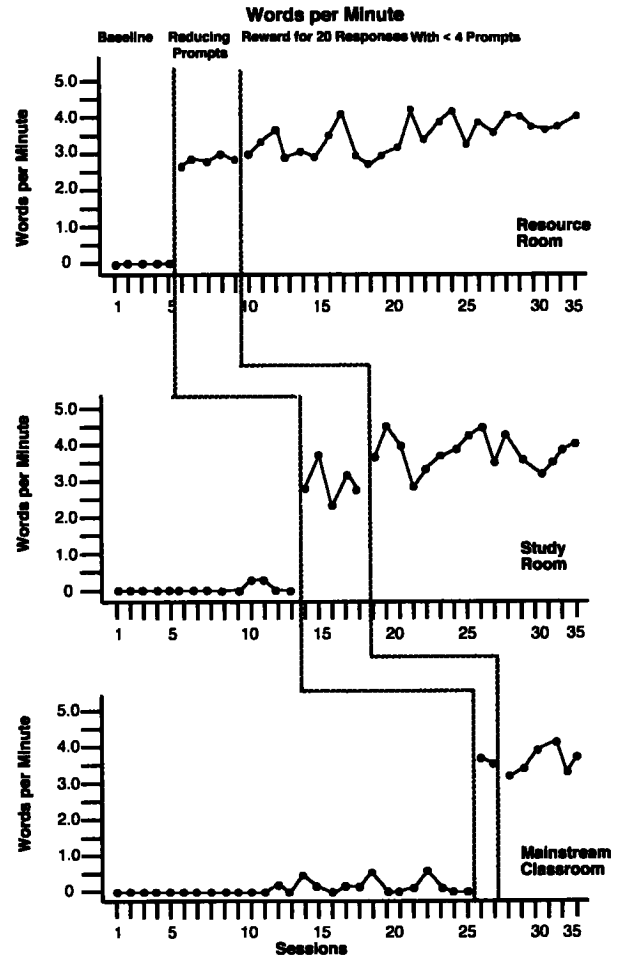 Words per Minute
Baseline Reducing Prompts Reward for 20 Responses With < 4 Prompts
Words per Minute
5.0
4.0
3.0
2.0
1.0
0
Resource
Room
1 5 10 15 20 25 30 35
Words per Minute
5.0
4.0
3.0
2.0
1.0
0
Study
Room
1 5 10 15 20 25 30 35
Words per Minute
5.0
4.0
3.0
2.0
1.0
0
Mainstream
Classroom
1 5 10 15 20 25 30 35
Sessions